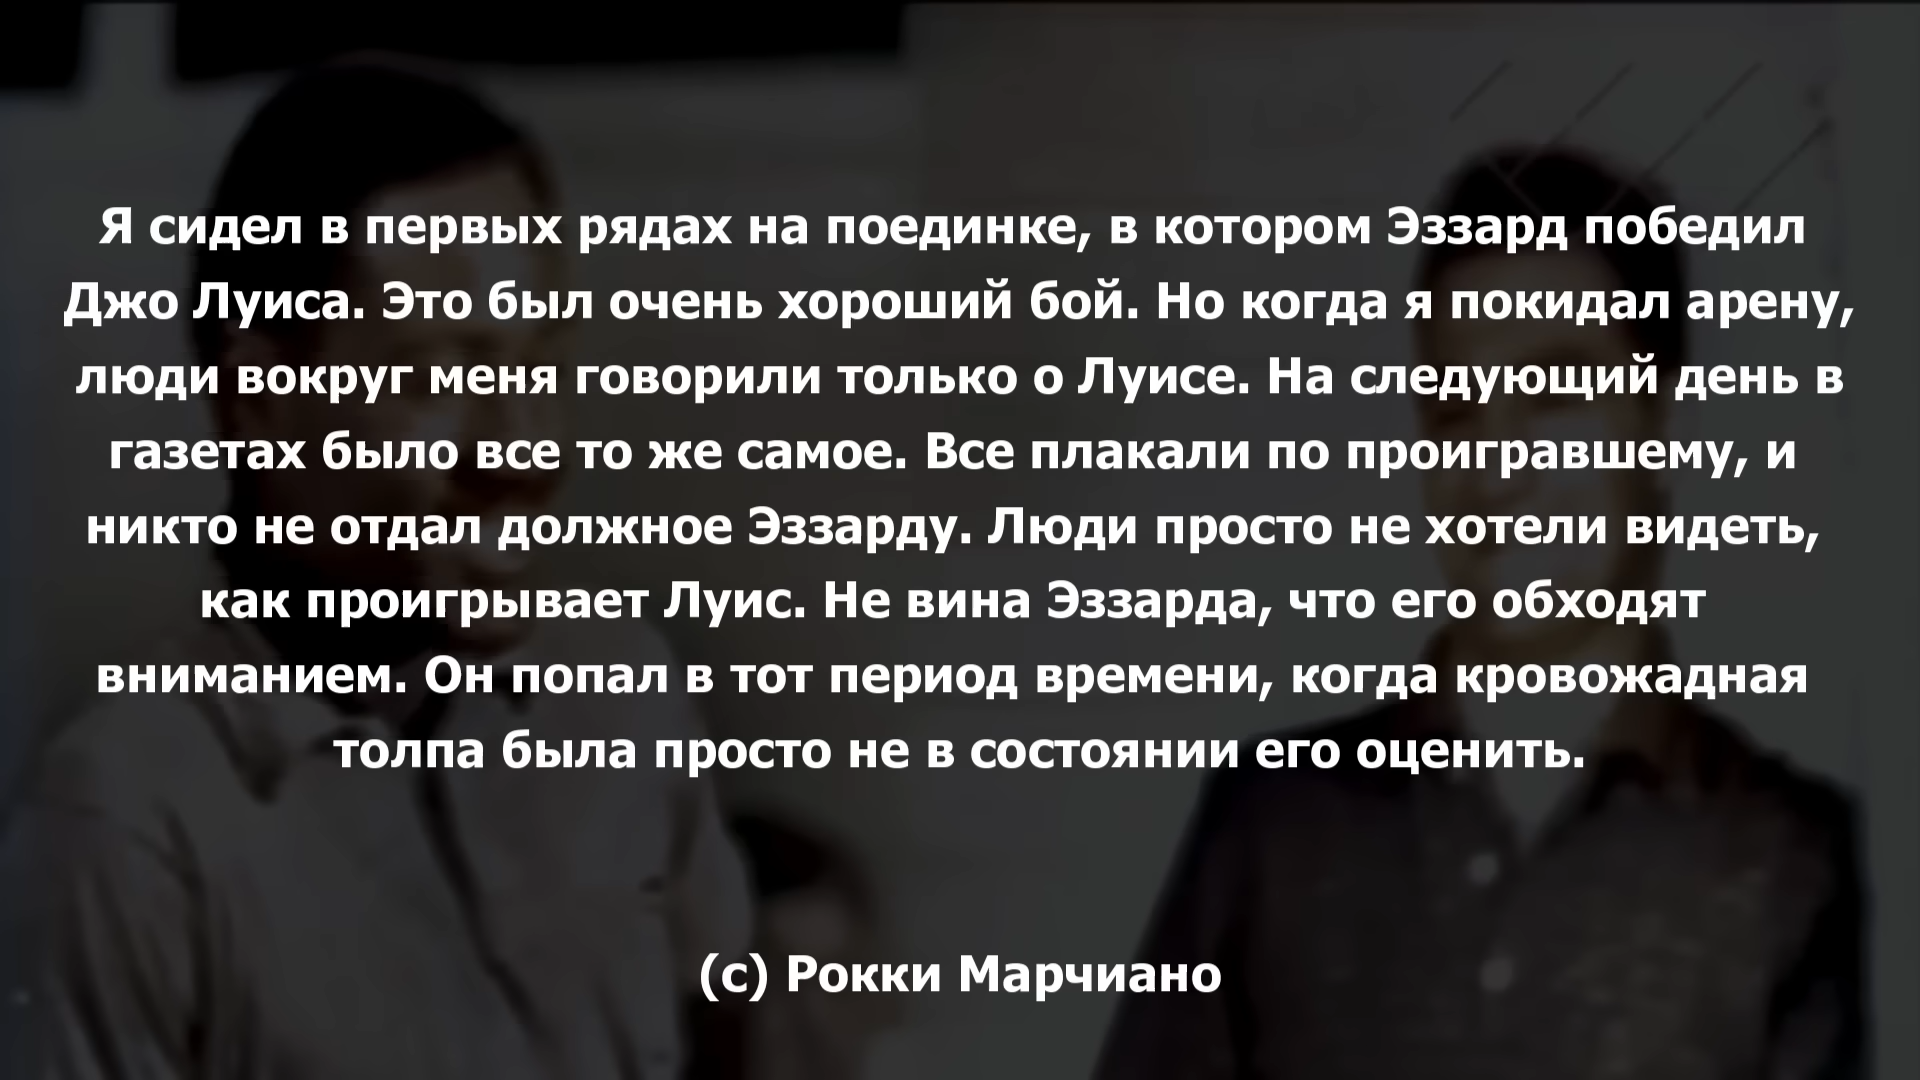 Я сидел в первых рядах на поединке, в котором Эззард победил
Джо Луиса. Это был очень хороший бой. Но когда я покидал арену,
люди вокруг меня говорили только о Луисе. На следующий день в
газетах было все то же самое. Все плакали по проигравшему, и
никто не отдал должное Эззарду. Люди просто не хотели видеть,
как проигрывает Луис. Не вина Эззарда, что его обходят
вниманием. Он попал в тот период времени, когда кровожадная
толпа была просто не в состоянии его оценить.
(с) Рокки Марчиано